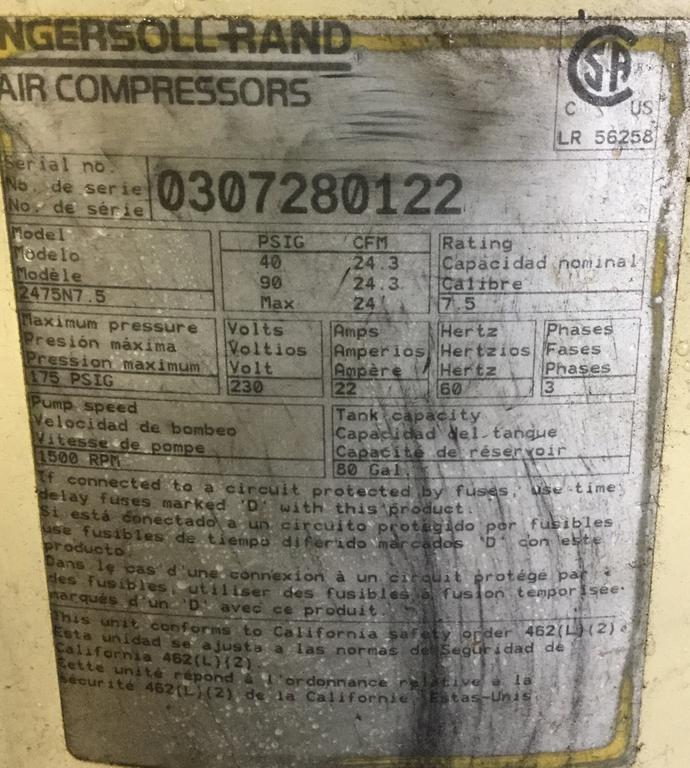 NGERSOLL-RAND
AIR COMPRESSORS
SA
C US
LR 56258
Serial no.
No. de serie
No. de série
0307280122
Model
Modelo
Modèle
2475N7.5
PSIG CFM
40 24.3
90 24.3
Max 24
Rating
Capacidad nominal
Calibre
7.5
Maximum pressure
Presión máxima
Pression maximum
175 PSIG
Volts
Voltios
Volt
230
Amps
Amperios
Ampère
22
Hertz
Hertzios
Hertz
60
Phases
Fases
Phases
3
Pump speed
Velocidad de bombeo
Vitesse de pompe
1500 RPM
Tank capacity
Capacidad del tanque
Capacité de réservoir
80 Gal.
If connected to a circuit protected by fuses, use time
delay fuses marked 'D' with this product.
Si está conectado a un circuito protegido por fusibles
use fusibles de tiempo diferido marcados 'D' con este
producto.
Dans le cas d'une connexion à un circuit protégé par
des fusibles, utiliser des fusibles à fusion temporisée
marqués d'un 'D' avec ce produit.
This unit conforms to California safety order 462(L)(2).
Esta unidad se ajusta a las normas de Seguridad de
California 462(L)(2).
Cette unité répond à l'ordonnance relative a la
sécurité 462(L)(2) de la Californie Estas-Unis